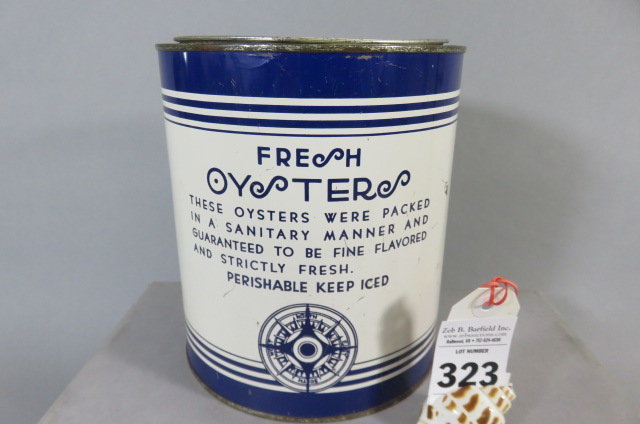 FRESH
OYSTERS
THESE OYSTERS WERE PACKED
IN A SANITARY MANNER AND
GUARANTEED TO BE FINE FLAVORED
AND STRICTLY FRESH.
PERISHABLE KEEP ICED
NORTH
Zeb B. Barfield Inc.
LOT NUMBER
323